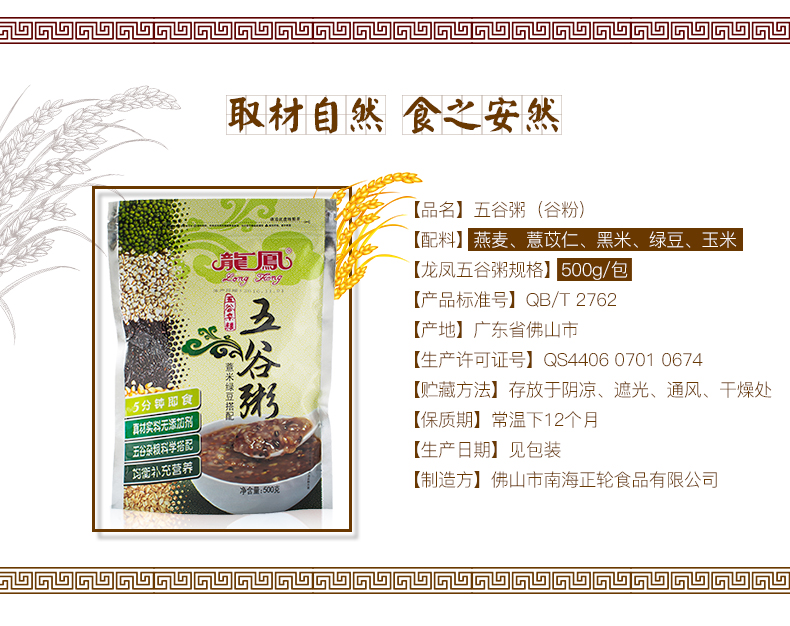 取材自然 食之安然
【品名】五谷粥（谷粉）
【配料】燕麦、薏苡仁、黑米、绿豆、玉米
【龙凤五谷粥规格】500g/包
【产品标准号】QB/T 2762
【产地】广东省佛山市
【生产许可证号】QS4406 0701 0674
【贮藏方法】存放于阴凉、遮光、通风、干燥处
【保质期】常温下12个月
【生产日期】见包装
【制造方】佛山市南海正轮食品有限公司
龍鳳
®
五谷杂粮
五谷粥
薏米绿豆搭配
5分钟即食
真材实料无添加剂
五谷杂粮科学搭配
均衡补充营养
净含量:500克